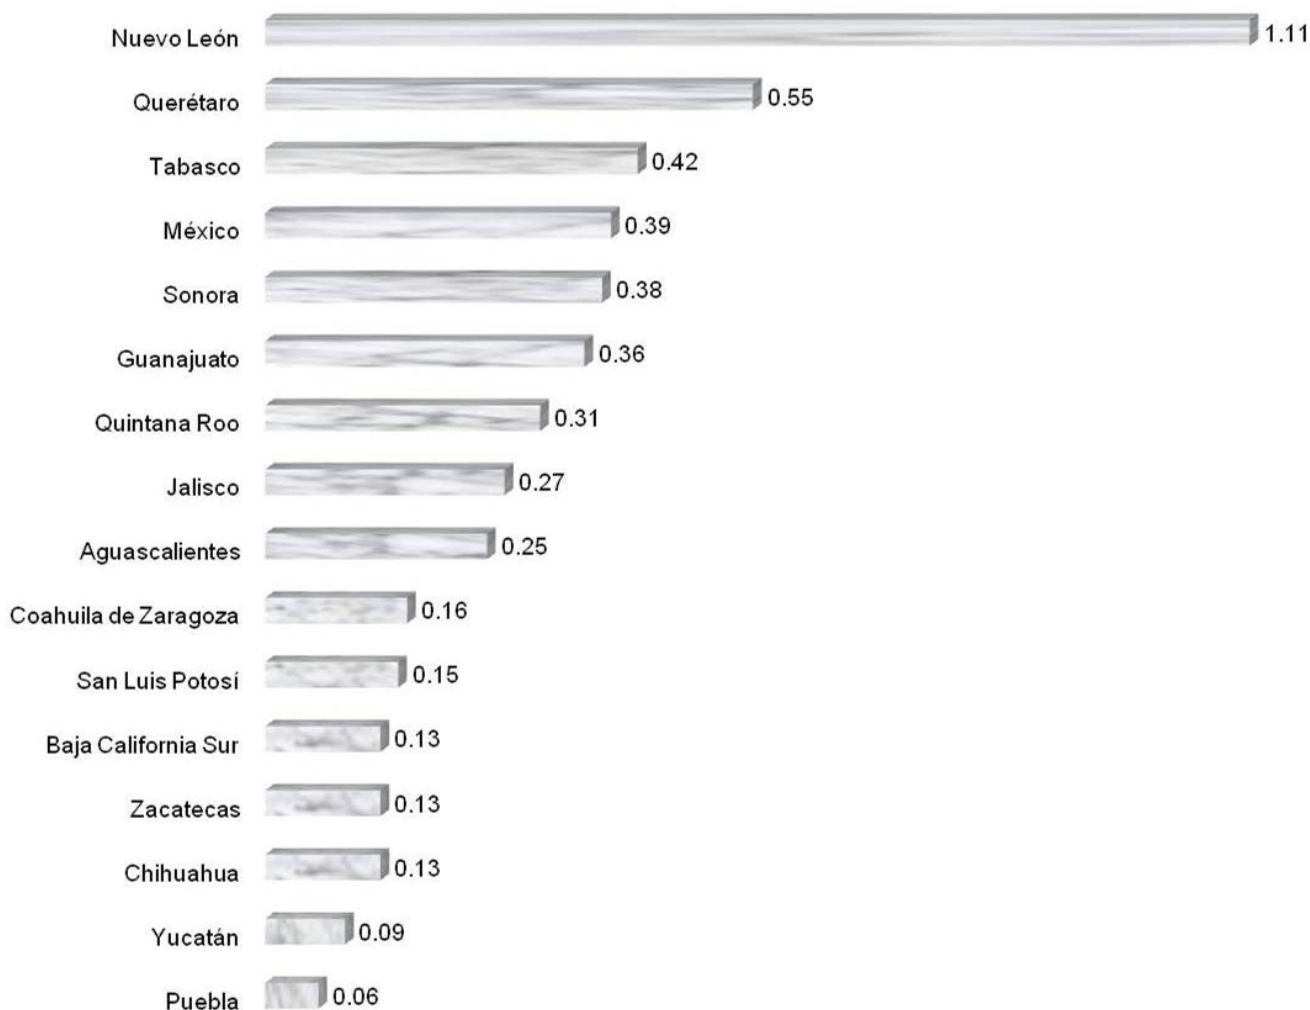 Nuevo León 1.11
Querétaro 0.55
Tabasco 0.42
México 0.39
Sonora 0.38
Guanajuato 0.36
Quintana Roo 0.31
Jalisco 0.27
Aguascalientes 0.25
Coahuila de Zaragoza 0.16
San Luis Potosí 0.15
Baja California Sur 0.13
Zacatecas 0.13
Chihuahua 0.13
Yucatán 0.09
Puebla 0.06